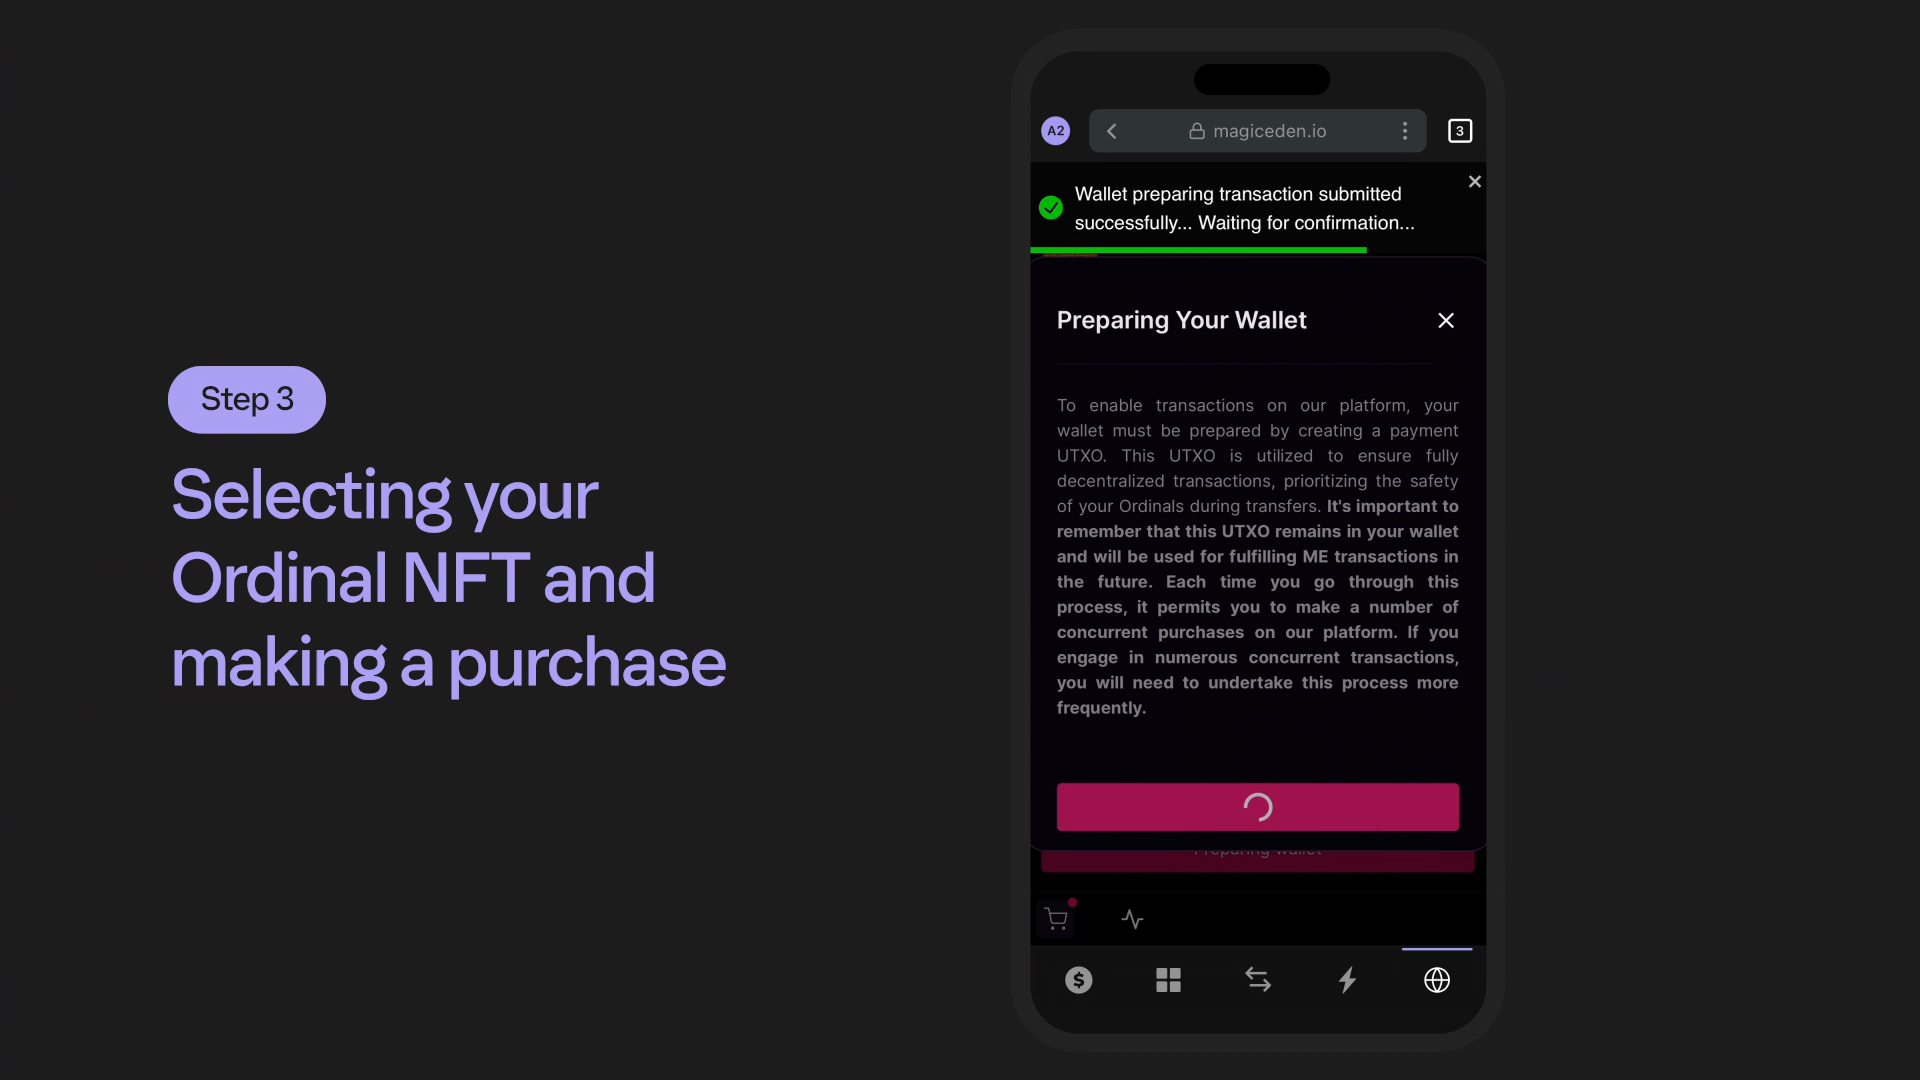 Step 3
Selecting your
Ordinal NFT and
making a purchase
A2
magiceden.io
3
Wallet preparing transaction submitted
successfully... Waiting for confirmation...
Preparing Your Wallet
To enable transactions on our platform, your
wallet must be prepared by creating a payment
UTXO. This UTXO is utilized to ensure fully
decentralized transactions, prioritizing the safety
of your Ordinals during transfers. It's important to
remember that this UTXO remains in your wallet
and will be used for fulfilling ME transactions in
the future. Each time you go through this
process, it permits you to make a number of
concurrent purchases on our platform. If you
engage in numerous concurrent transactions,
you will need to undertake this process more
frequently.
Preparing wallet